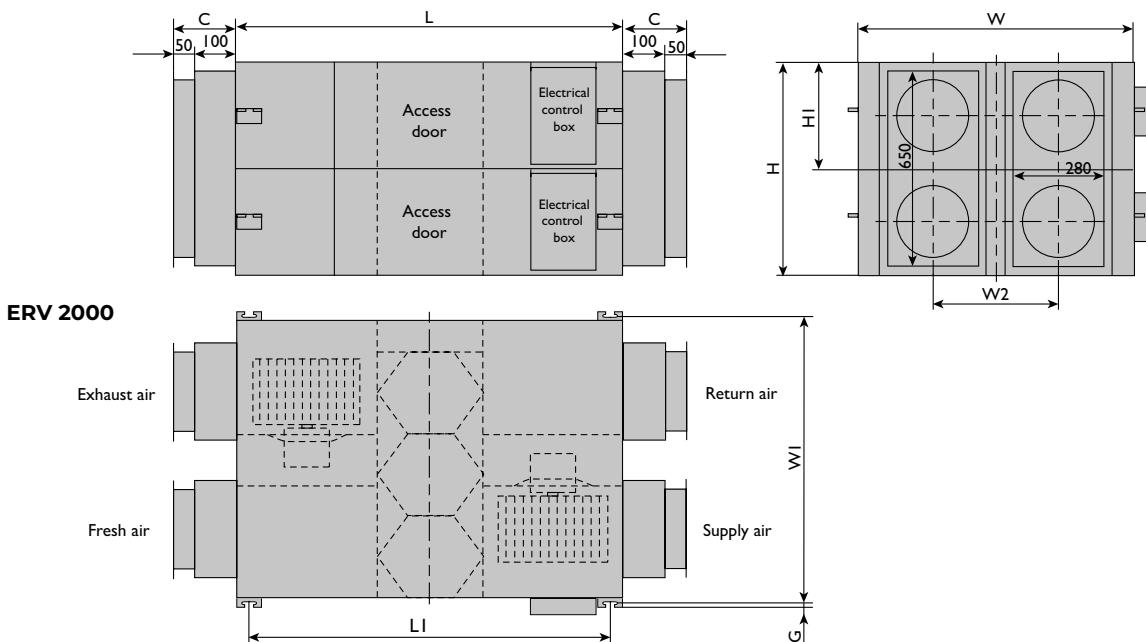 C
L
C
50
100
100
50
Access
door
Electrical
control
box
Access
door
Electrical
control
box
W
H
H1
650
280
W2
ERV 2000
Exhaust air
Return air
Fresh air
Supply air
W1
L1
G